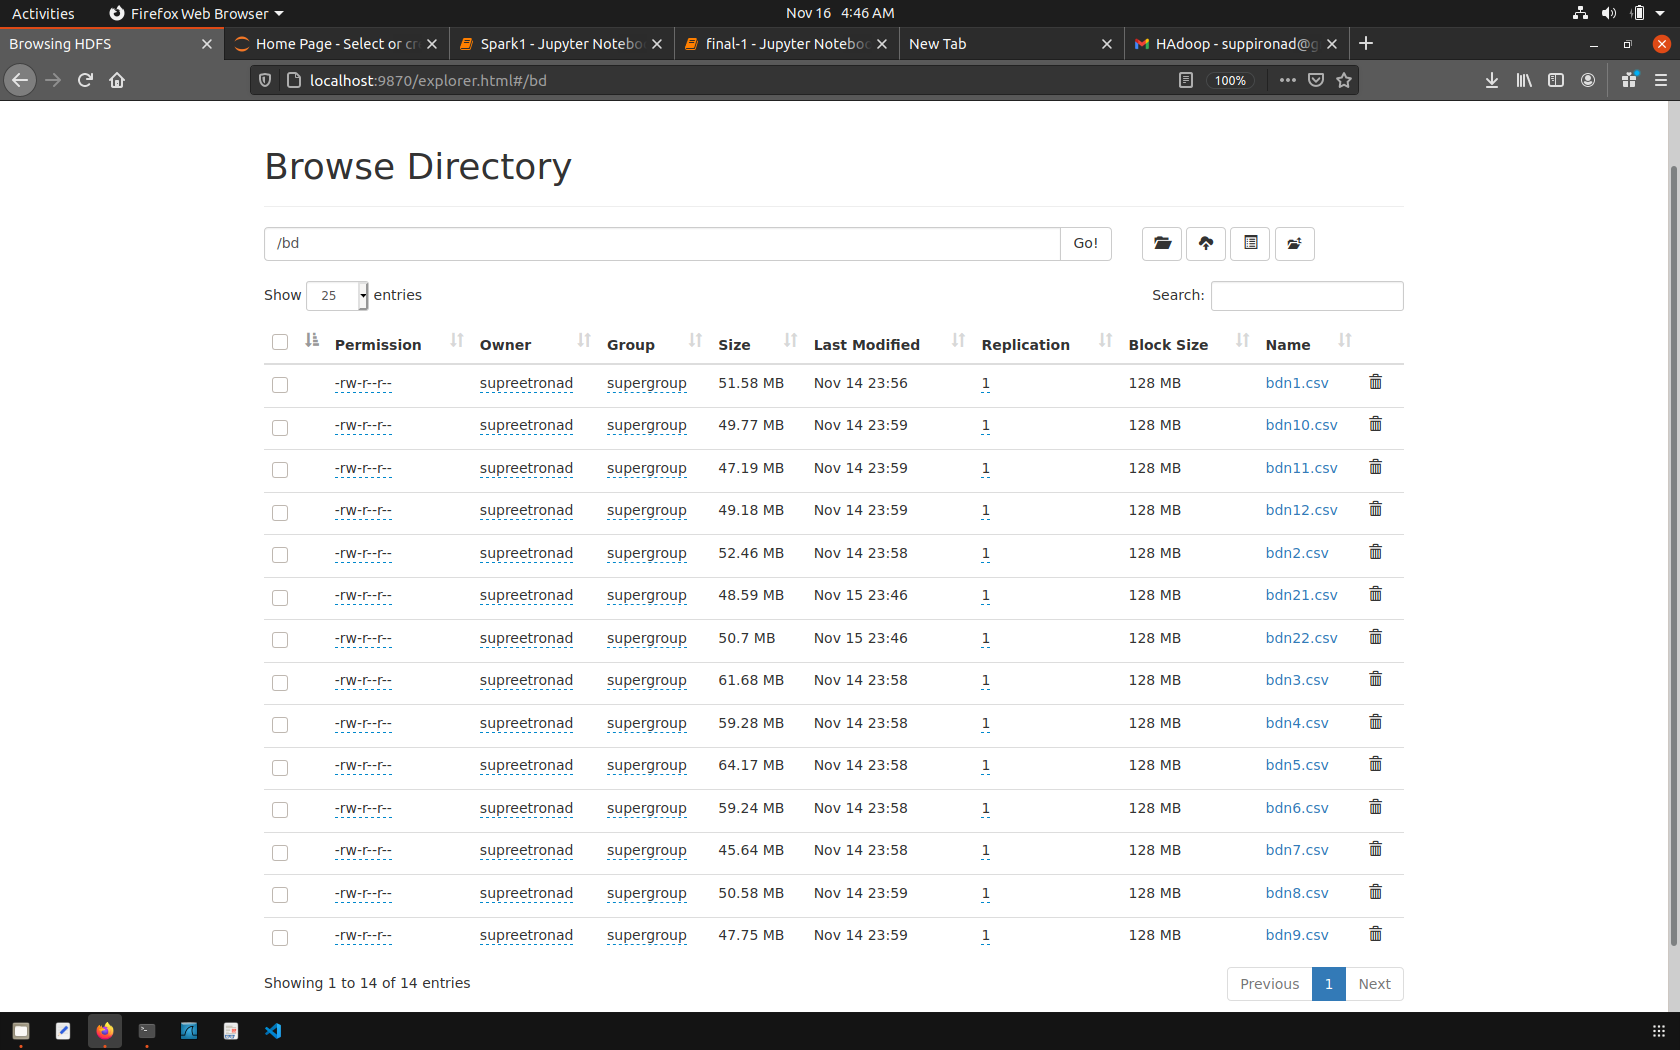 Activities Firefox Web Browser Nov 16 4:46 AM
Browsing HDFS Home Page - Select or cr Spark1 - Jupyter Notebo final-1 - Jupyter Notebo New Tab HAdoop - suppironad@g
localhost:9870/explorer.html#/bd 100%
Browse Directory
/bd Go!
Show 25 entries Search:
Permission Owner Group Size Last Modified Replication Block Size Name
-rw-r--r-- supreetronad supergroup 51.58 MB Nov 14 23:56 1 128 MB bdn1.csv
-rw-r--r-- supreetronad supergroup 49.77 MB Nov 14 23:59 1 128 MB bdn10.csv
-rw-r--r-- supreetronad supergroup 47.19 MB Nov 14 23:59 1 128 MB bdn11.csv
-rw-r--r-- supreetronad supergroup 49.18 MB Nov 14 23:59 1 128 MB bdn12.csv
-rw-r--r-- supreetronad supergroup 52.46 MB Nov 14 23:58 1 128 MB bdn2.csv
-rw-r--r-- supreetronad supergroup 48.59 MB Nov 15 23:46 1 128 MB bdn21.csv
-rw-r--r-- supreetronad supergroup 50.7 MB Nov 15 23:46 1 128 MB bdn22.csv
-rw-r--r-- supreetronad supergroup 61.68 MB Nov 14 23:58 1 128 MB bdn3.csv
-rw-r--r-- supreetronad supergroup 59.28 MB Nov 14 23:58 1 128 MB bdn4.csv
-rw-r--r-- supreetronad supergroup 64.17 MB Nov 14 23:58 1 128 MB bdn5.csv
-rw-r--r-- supreetronad supergroup 59.24 MB Nov 14 23:58 1 128 MB bdn6.csv
-rw-r--r-- supreetronad supergroup 45.64 MB Nov 14 23:58 1 128 MB bdn7.csv
-rw-r--r-- supreetronad supergroup 50.58 MB Nov 14 23:59 1 128 MB bdn8.csv
-rw-r--r-- supreetronad supergroup 47.75 MB Nov 14 23:59 1 128 MB bdn9.csv
Showing 1 to 14 of 14 entries Previous 1 Next